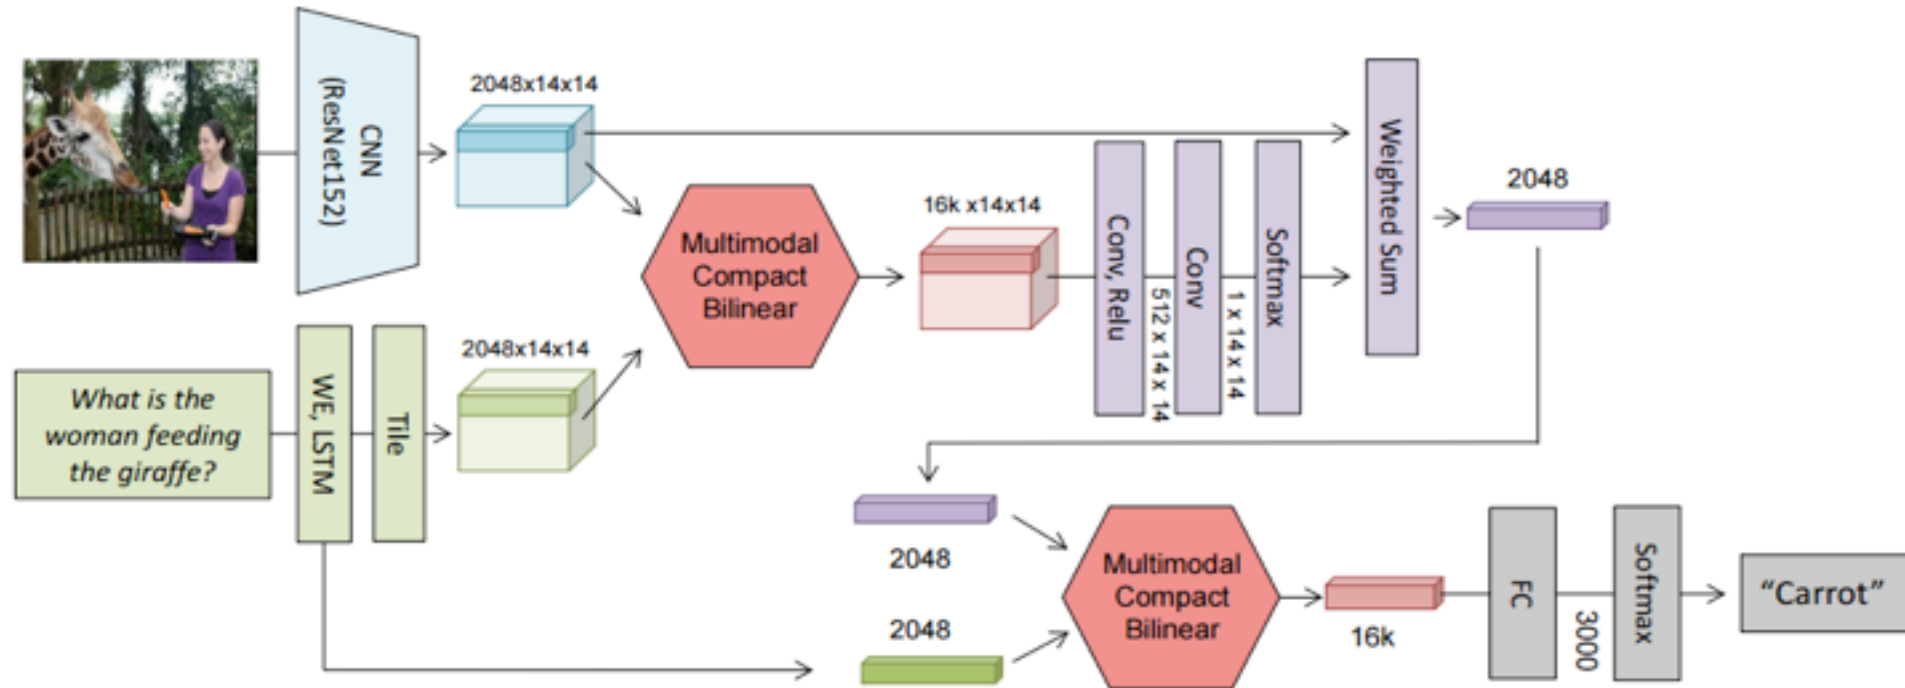 CNN
(ResNet152)
2048x14x14
Multimodal
Compact
Bilinear
16k x14x14
Conv, Relu
512 x 14 x 14
Conv
1 x 14 x 14
Softmax
Weighted Sum
2048
What is the
woman feeding
the giraffe?
WE, LSTM
Tile
2048x14x14
2048
2048
Multimodal
Compact
Bilinear
16k
FC
3000
Softmax
“Carrot”